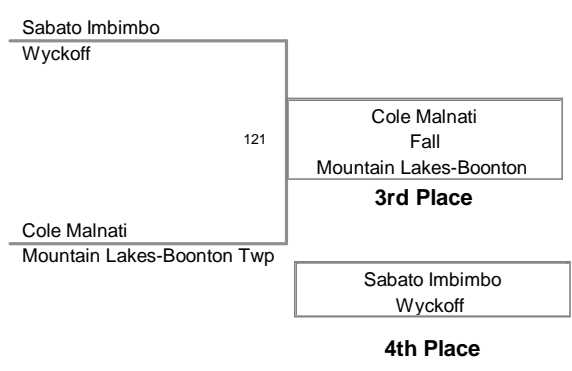 Sabato Imbimbo
Wyckoff
121
Cole Malnati
Fall
Mountain Lakes-Boonton
3rd Place
Cole Malnati
Mountain Lakes-Boonton Twp
Sabato Imbimbo
Wyckoff
4th Place